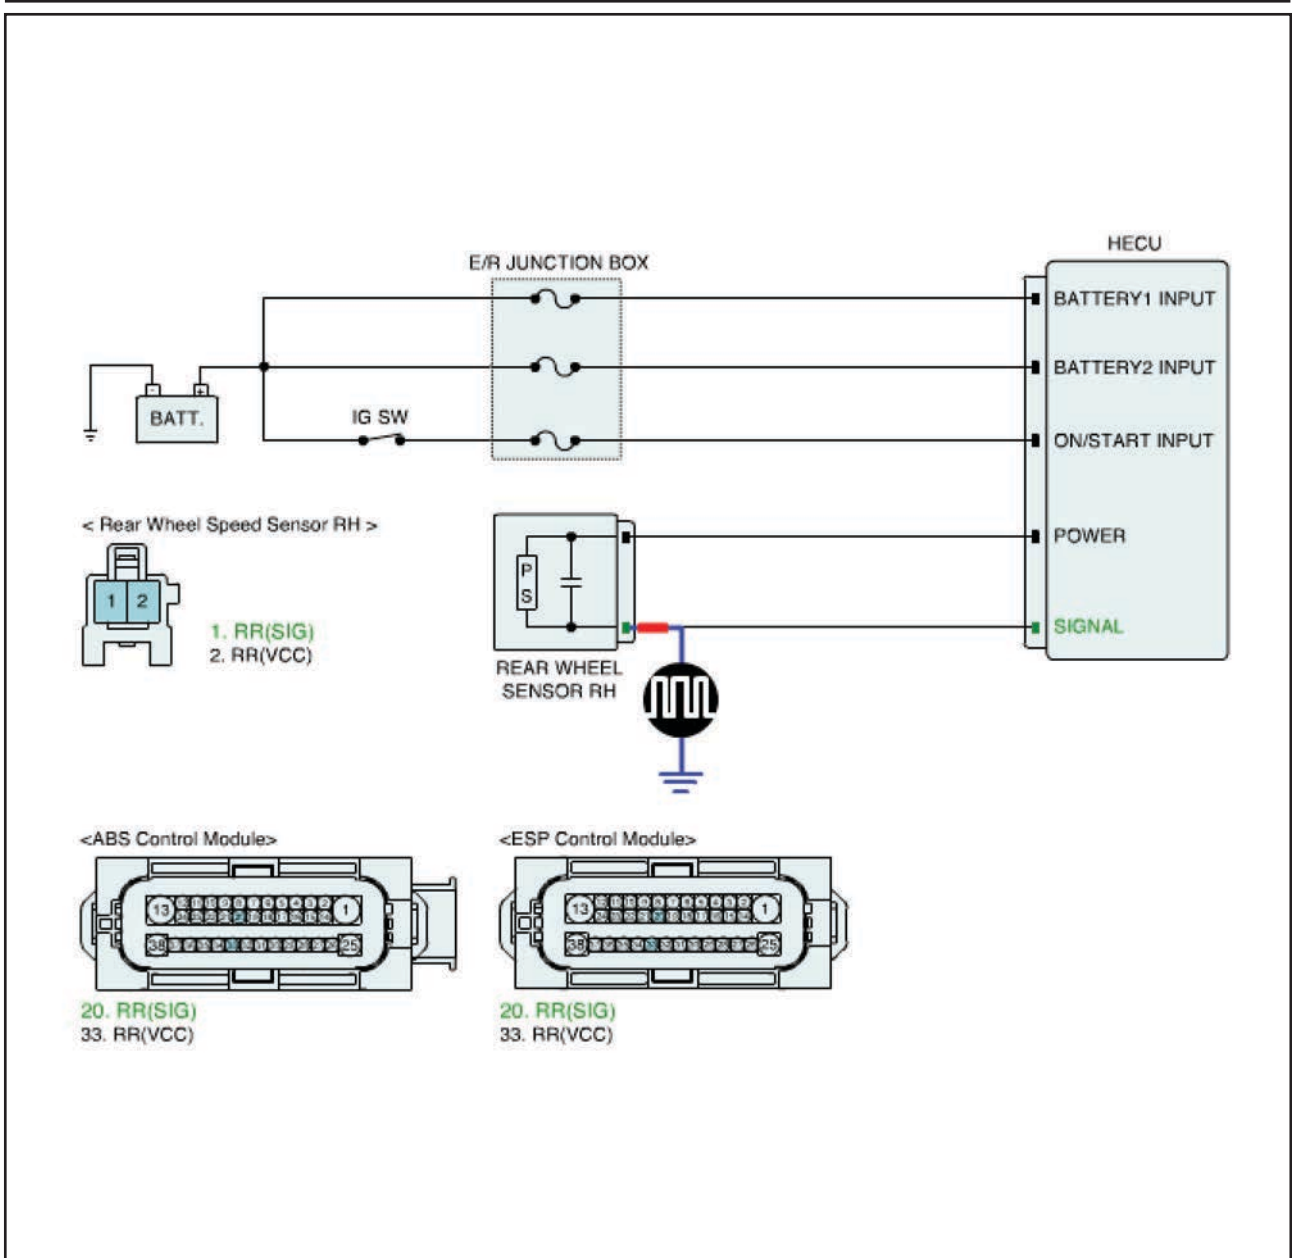 HECU
E/R JUNCTION BOX
BATTERY1 INPUT
BATTERY2 INPUT
- +
BATT.
IG SW
ON/START INPUT
< Rear Wheel Speed Sensor RH >
POWER
P
S
1 2
1. RR(SIG)
2. RR(VCC)
SIGNAL
REAR WHEEL
SENSOR RH
<ABS Control Module>
<ESP Control Module>
13 1
13 1
38 25
38 25
20. RR(SIG)
33. RR(VCC)
20. RR(SIG)
33. RR(VCC)